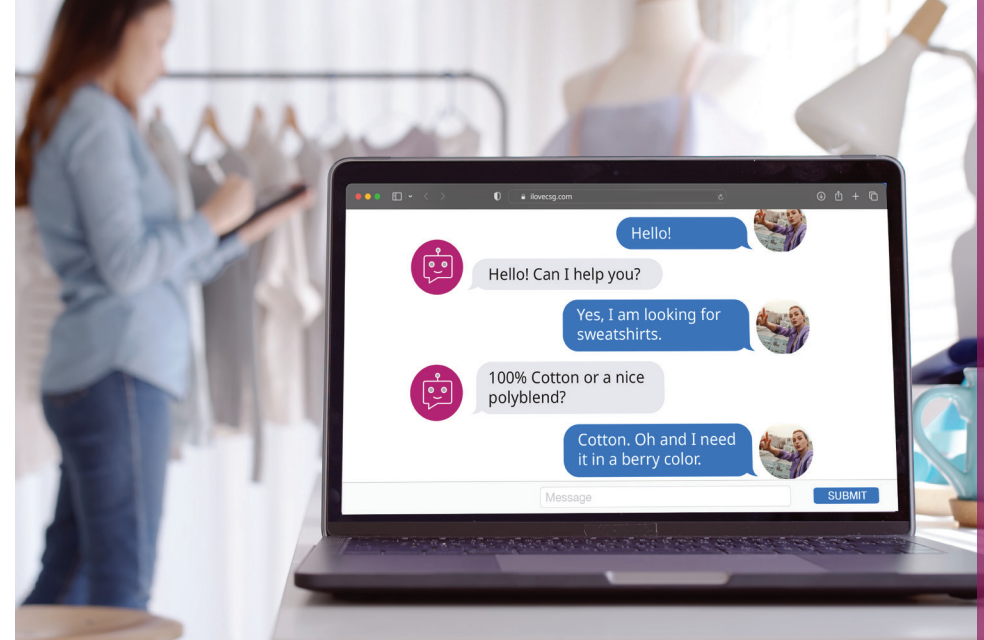 ilovecsg.com
Hello!
Hello! Can I help you?
Yes, I am looking for
sweatshirts.
100% Cotton or a nice
polyblend?
Cotton. Oh and I need
it in a berry color.
Message
SUBMIT